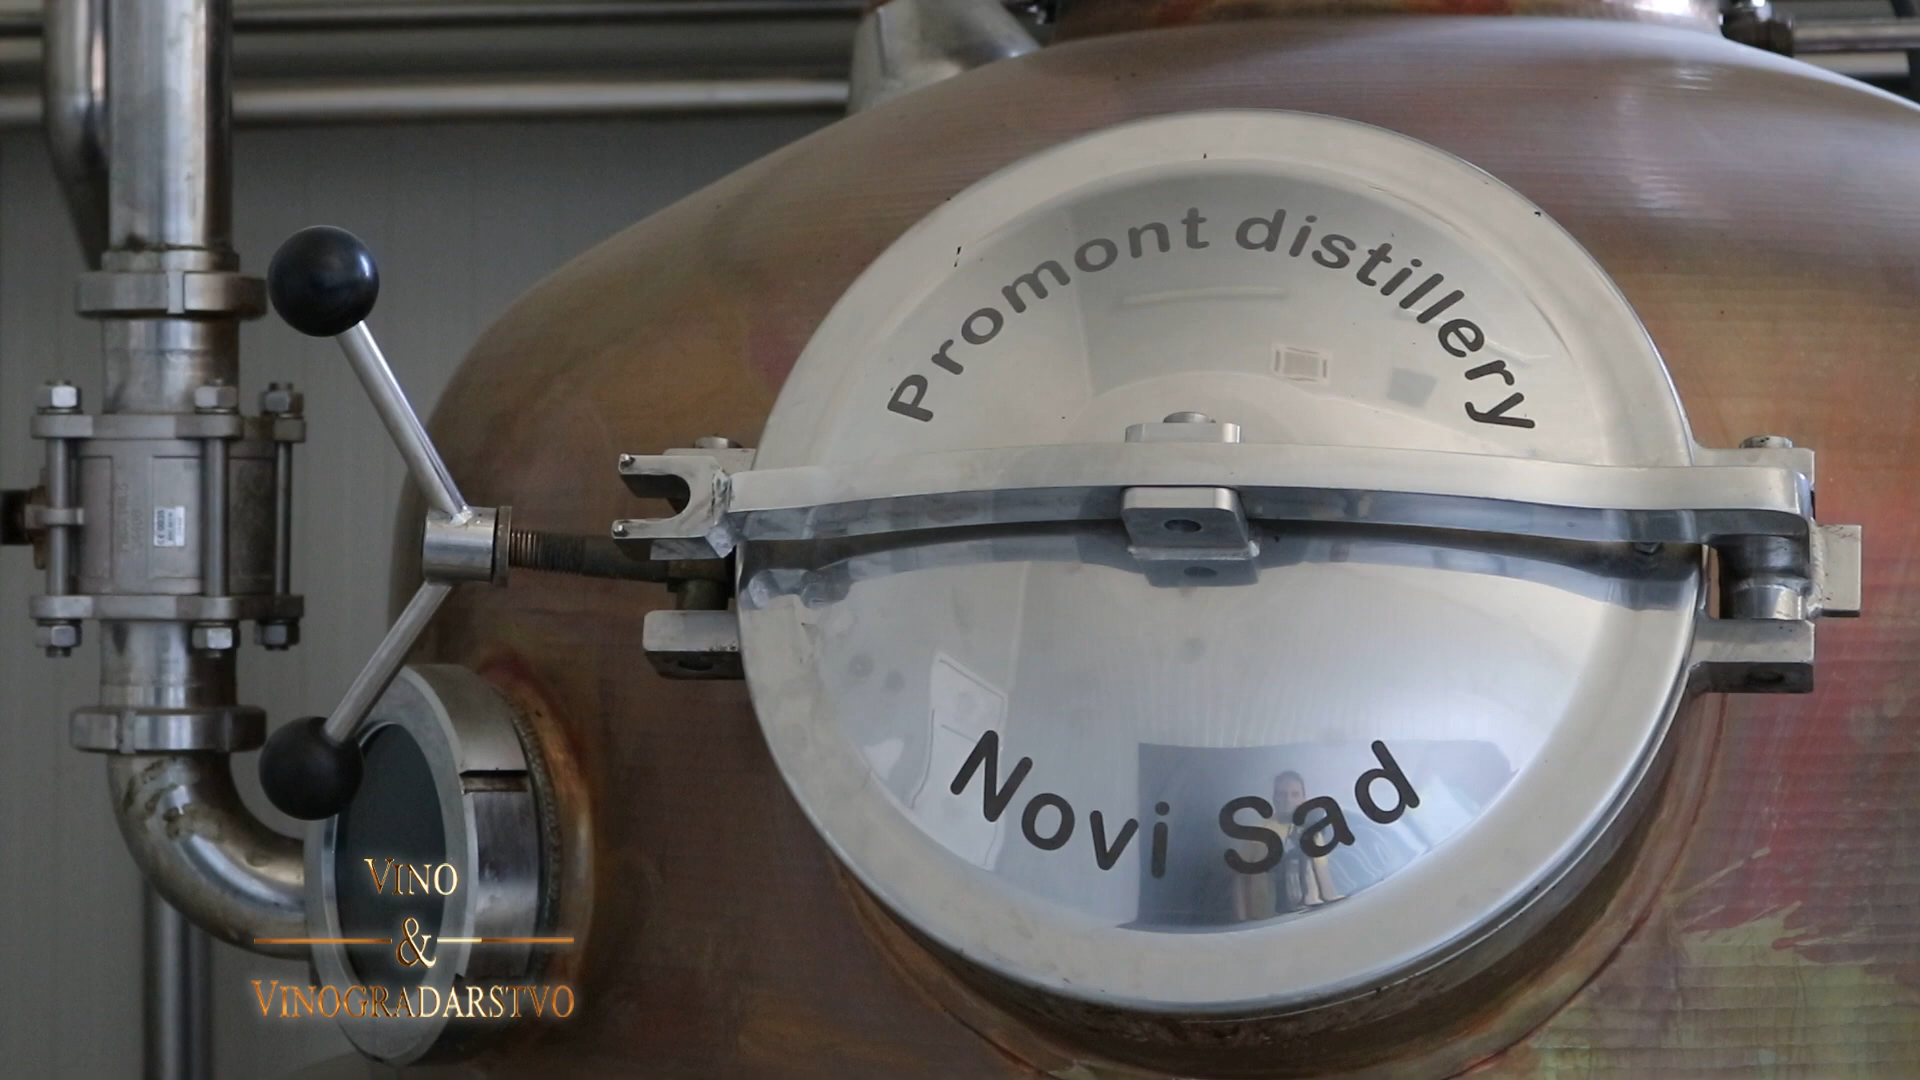 Promont distillery
Novi Sad
VINO
&
VINOGRADARSTVO